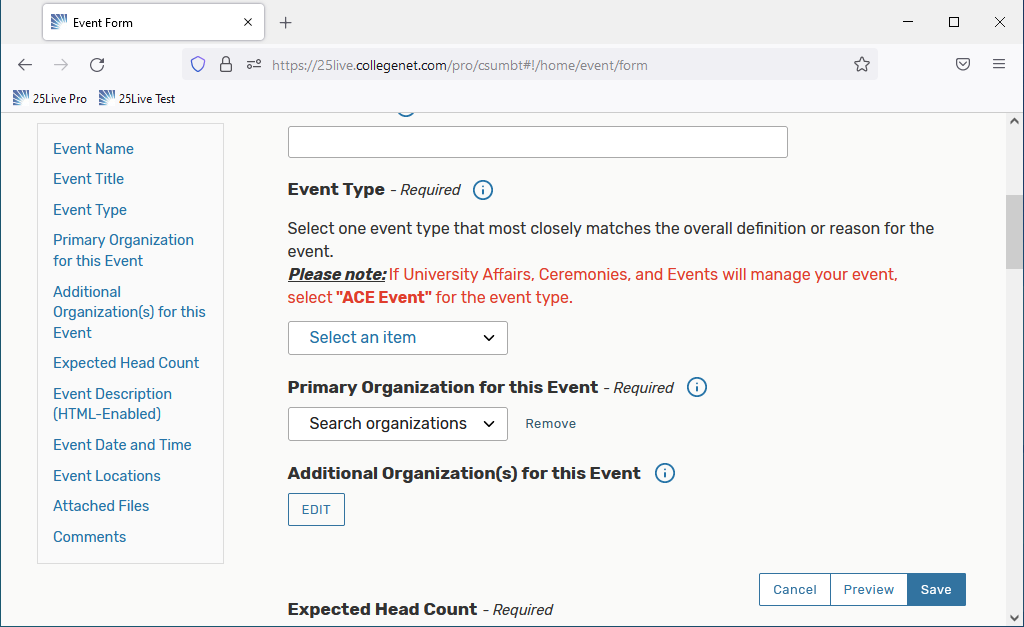 Event Form
https://25live.collegenet.com/pro/csumbt#!/home/event/form
25Live Pro
25Live Test
Event Name
Event Title
Event Type
Primary Organization
for this Event
Additional
Organization(s) for this
Event
Expected Head Count
Event Description
(HTML-Enabled)
Event Date and Time
Event Locations
Attached Files
Comments
Event Type - Required
Select one event type that most closely matches the overall definition or reason for the
event.
Please note: If University Affairs, Ceremonies, and Events will manage your event,
select "ACE Event" for the event type.
Select an item
Primary Organization for this Event - Required
Search organizations Remove
Additional Organization(s) for this Event
EDIT
Cancel Preview Save
Expected Head Count - Required